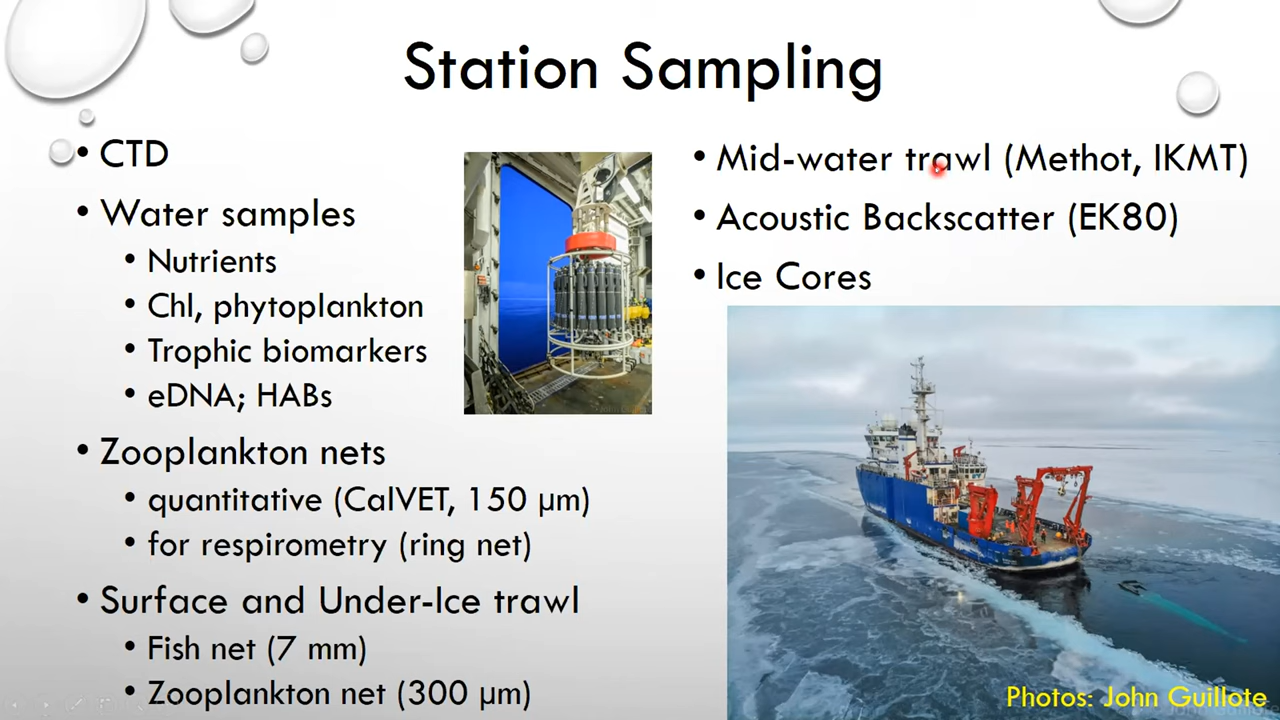 Station Sampling
• CTD
• Water samples
• Nutrients
• Chl, phytoplankton
• Trophic biomarkers
• eDNA; HABs
• Zooplankton nets
• quantitative (CalVET, 150 µm)
• for respirometry (ring net)
• Surface and Under-Ice trawl
• Fish net (7 mm)
• Zooplankton net (300 µm)
• Mid-water trawl (Methot, IKMT)
• Acoustic Backscatter (EK80)
• Ice Cores
Photos: John Guillote